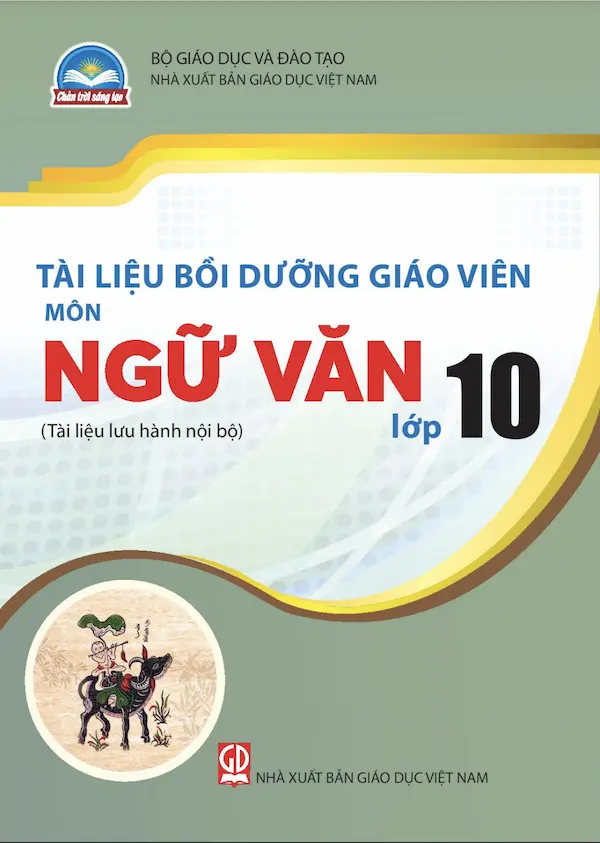 BỘ GIÁO DỤC VÀ ĐÀO TẠO
NHÀ XUẤT BẢN GIÁO DỤC VIỆT NAM
Chân trời sáng tạo
TÀI LIỆU BỒI DƯỠNG GIÁO VIÊN
MÔN
NGỮ VĂN
lớp 10
(Tài liệu lưu hành nội bộ)
GD
NHÀ XUẤT BẢN GIÁO DỤC VIỆT NAM